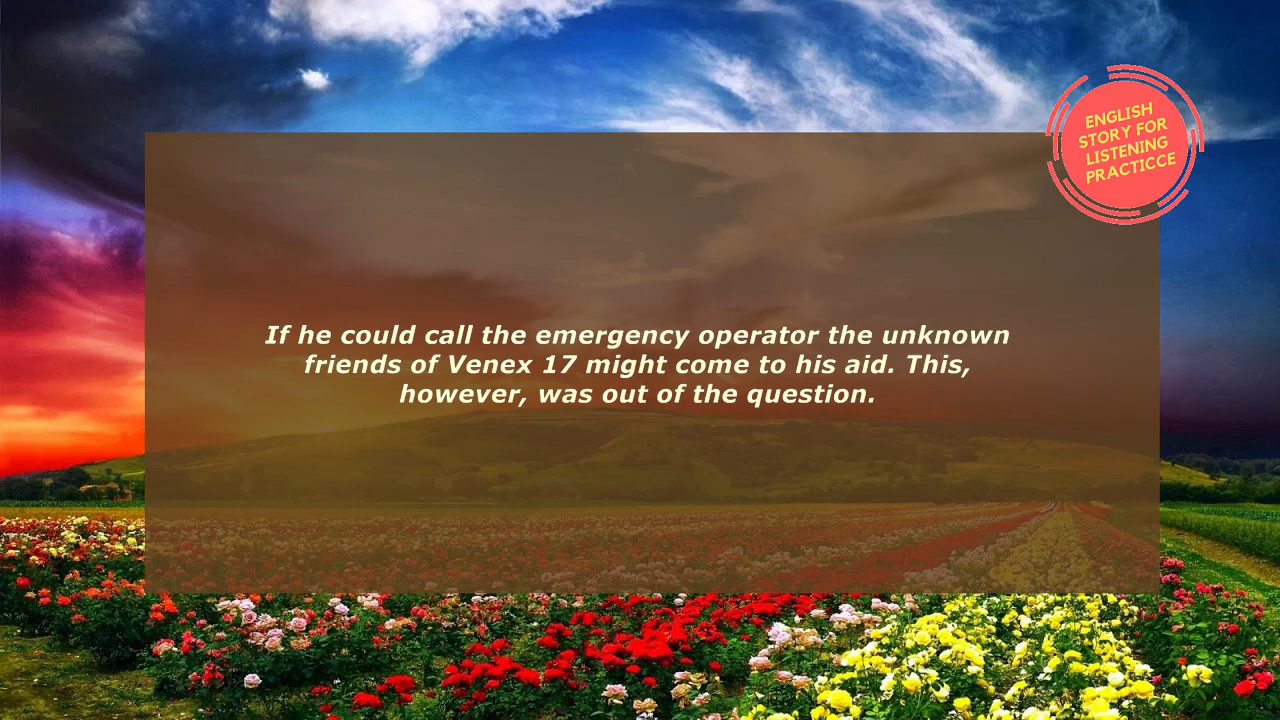 ENGLISH
STORY FOR
LISTENING
PRACTICCE
If he could call the emergency operator the unknown
friends of Venex 17 might come to his aid. This,
however, was out of the question.